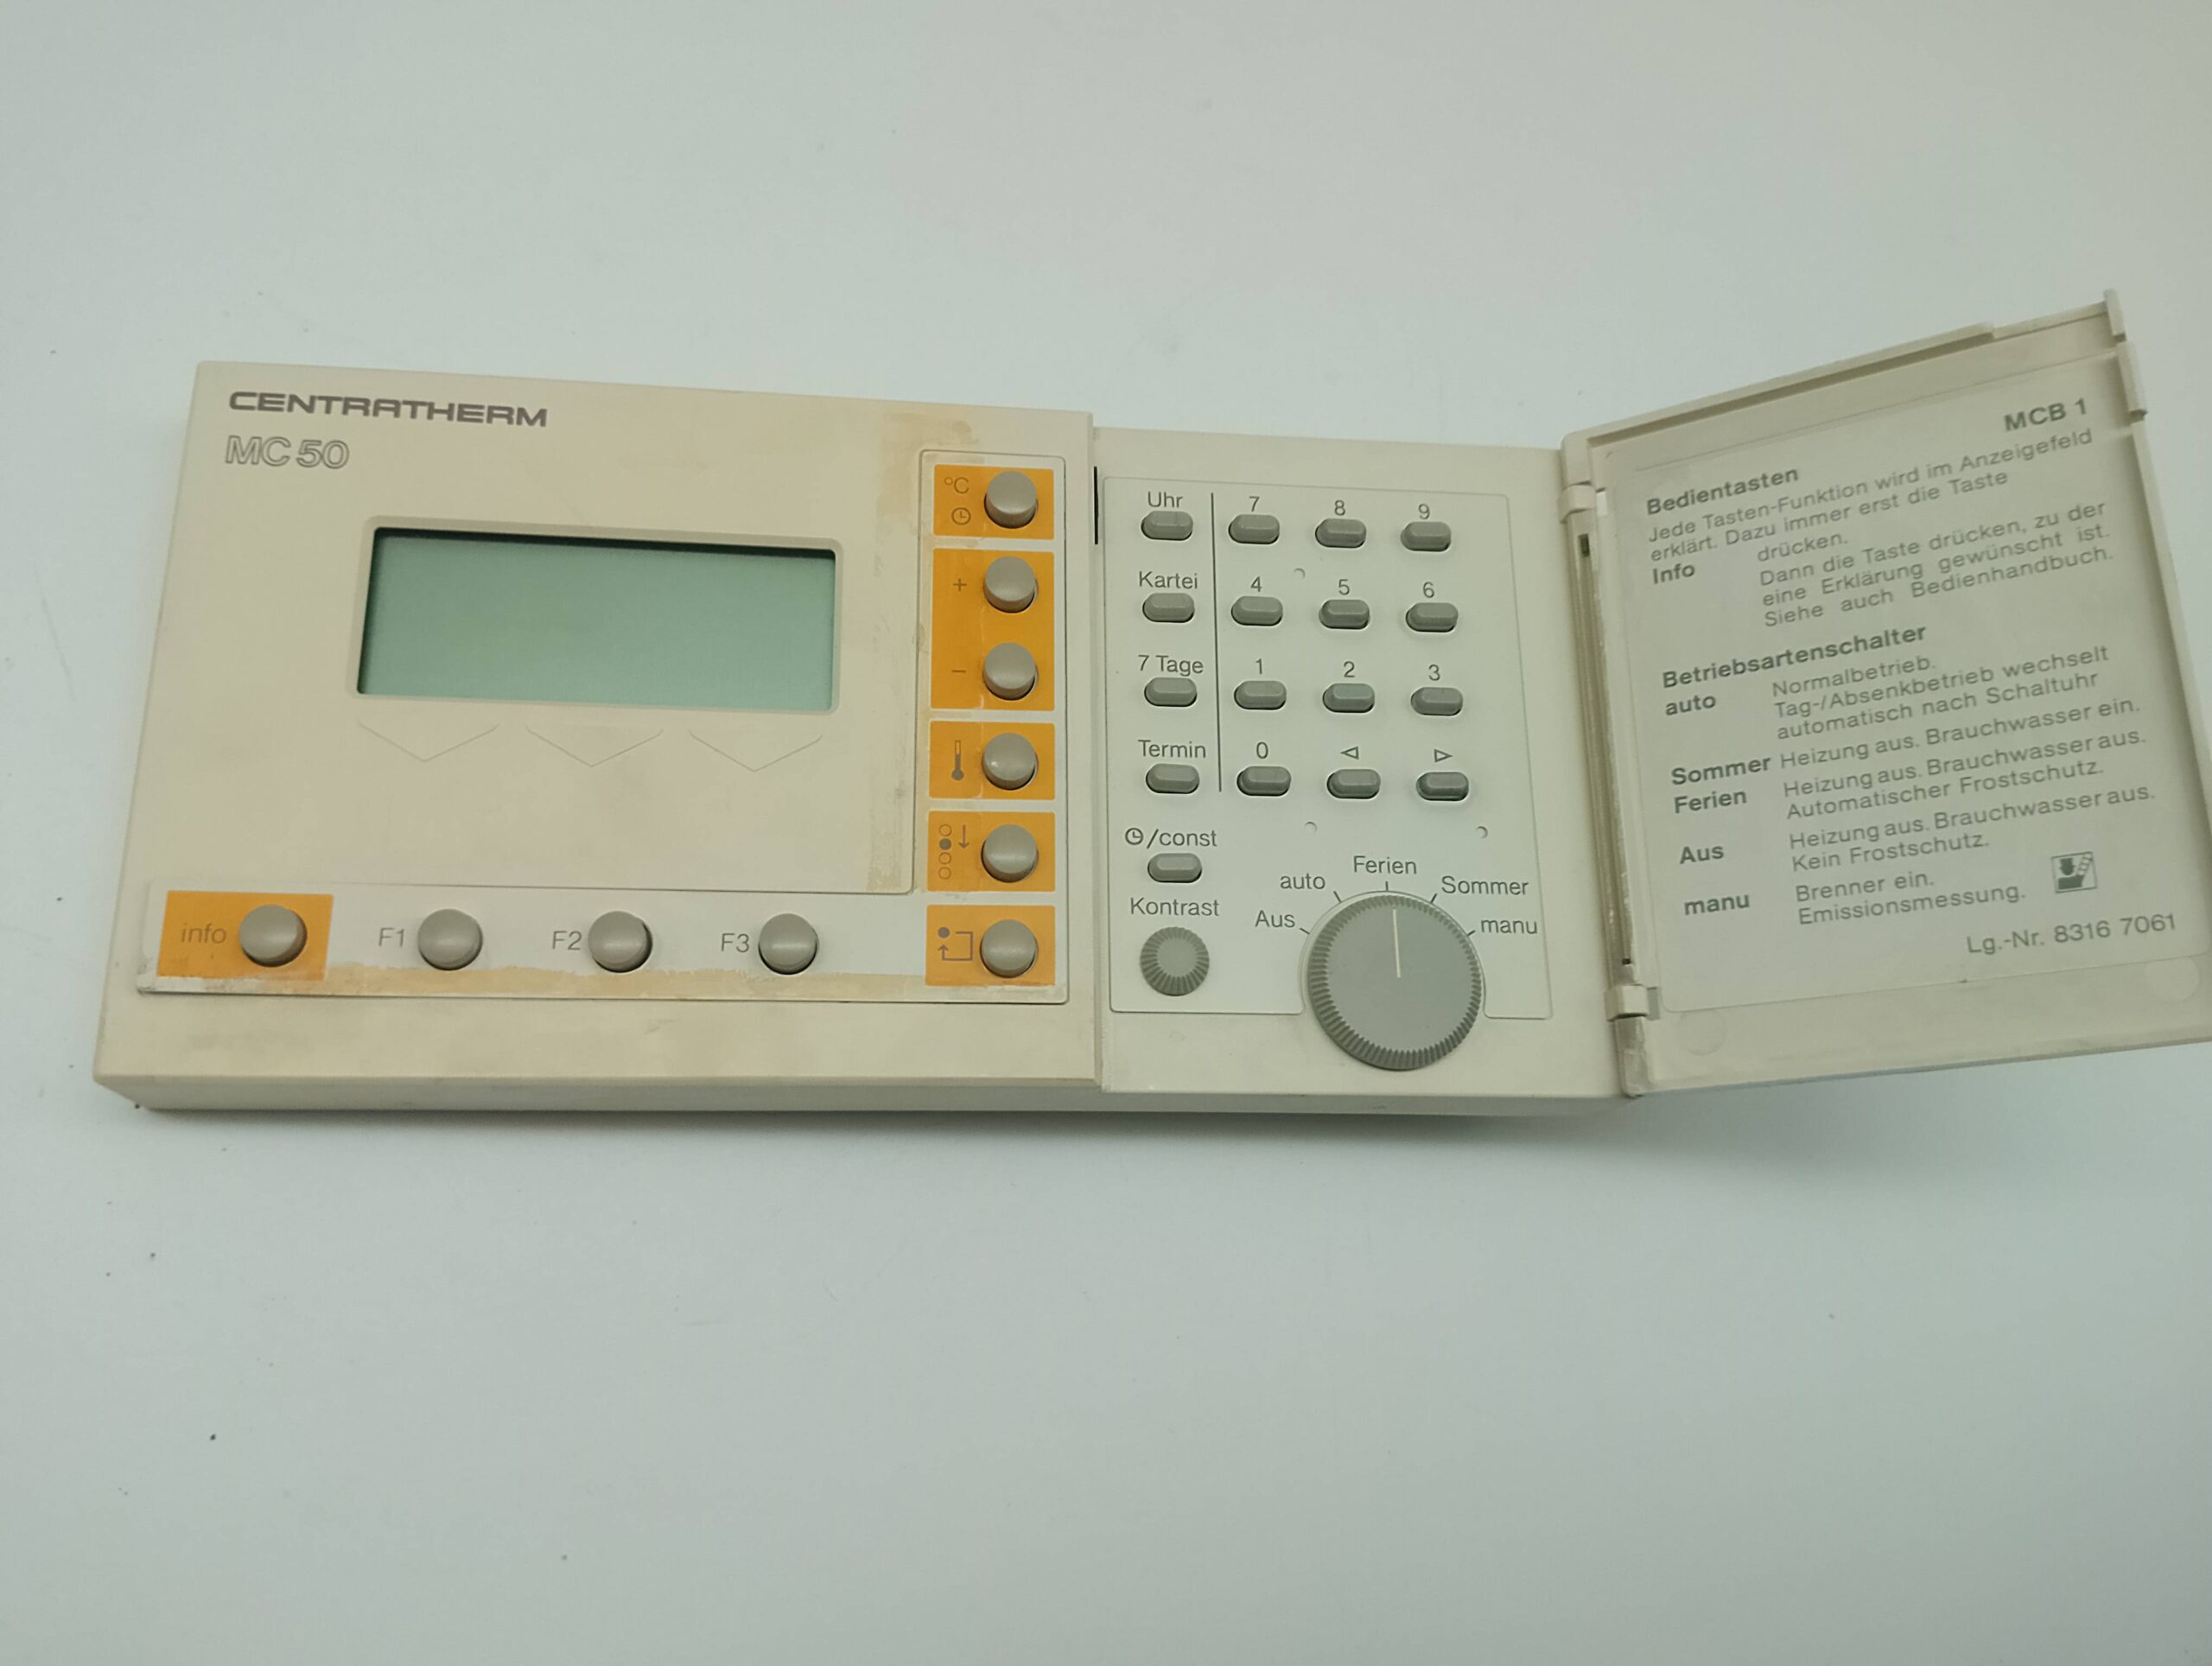 CENTRATHERM
MC 50
°C
+
−
info
F1
F2
F3
Uhr
7
8
9
Kartei
4
5
6
7 Tage
1
2
3
Termin
0
/const
Kontrast
Aus
auto
Ferien
Sommer
manu
MCB 1
Bedientasten
Jede Tasten-Funktion wird im Anzeigefeld
erklärt. Dazu immer erst die Taste
Info drücken.
Dann die Taste drücken, zu der
eine Erklärung gewünscht ist.
Siehe auch Bedienhandbuch.
Betriebsartenschalter
auto Normalbetrieb.
Tag-/Absenkbetrieb wechselt
automatisch nach Schaltuhr
Sommer Heizung aus. Brauchwasser ein.
Ferien Heizung aus. Brauchwasser aus.
Automatischer Frostschutz.
Aus Heizung aus. Brauchwasser aus.
Kein Frostschutz.
manu Brenner ein.
Emissionsmessung.
Lg.-Nr. 8316 7061